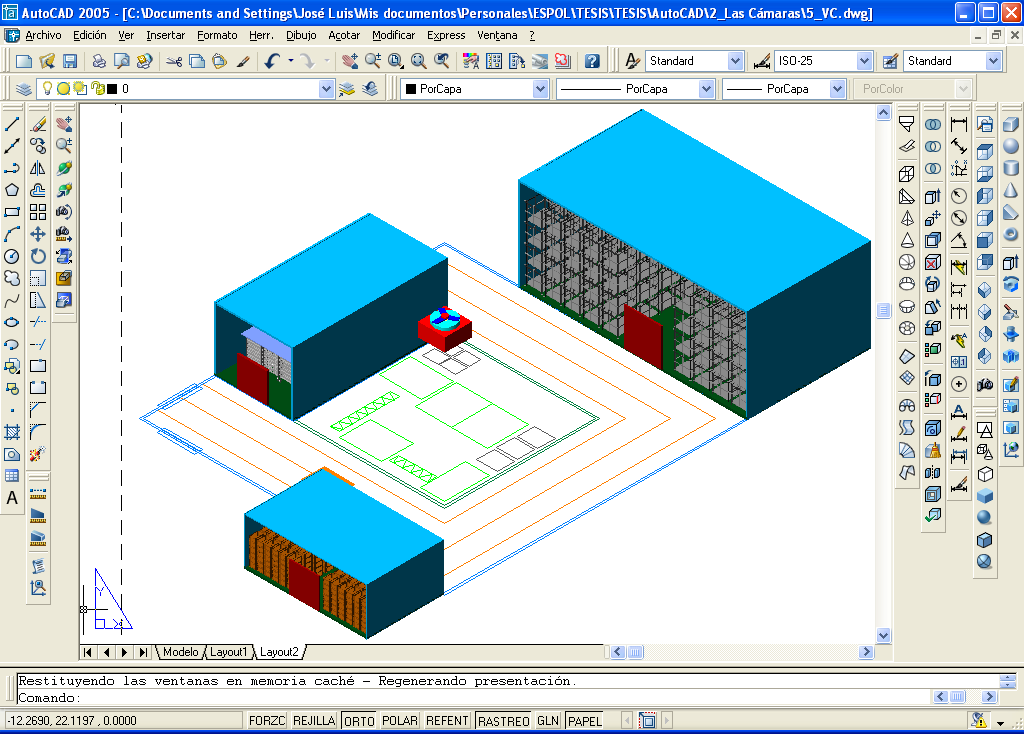 AutoCAD 2005 - [C:\Documents and Settings\José Luis\Mis documentos\Personales\ESPOL\TESIS\TESIS\AutoCAD\2_Las Cámaras\5_VC.dwg]
Archivo Edición Ver Insertar Formato Herr. Dibujo Acotar Modificar Express Ventana ?
Standard ISO-25 Standard
0 PorCapa PorCapa PorCapa PorColor
A
Y
X
Modelo Layout1 Layout2
Restituyendo las ventanas en memoria caché - Regenerando presentación.
Comando:
-12.2690, 22.1197 , 0.0000 FORZC REJILLA ORTO POLAR REFENT RASTREO GLN PAPEL